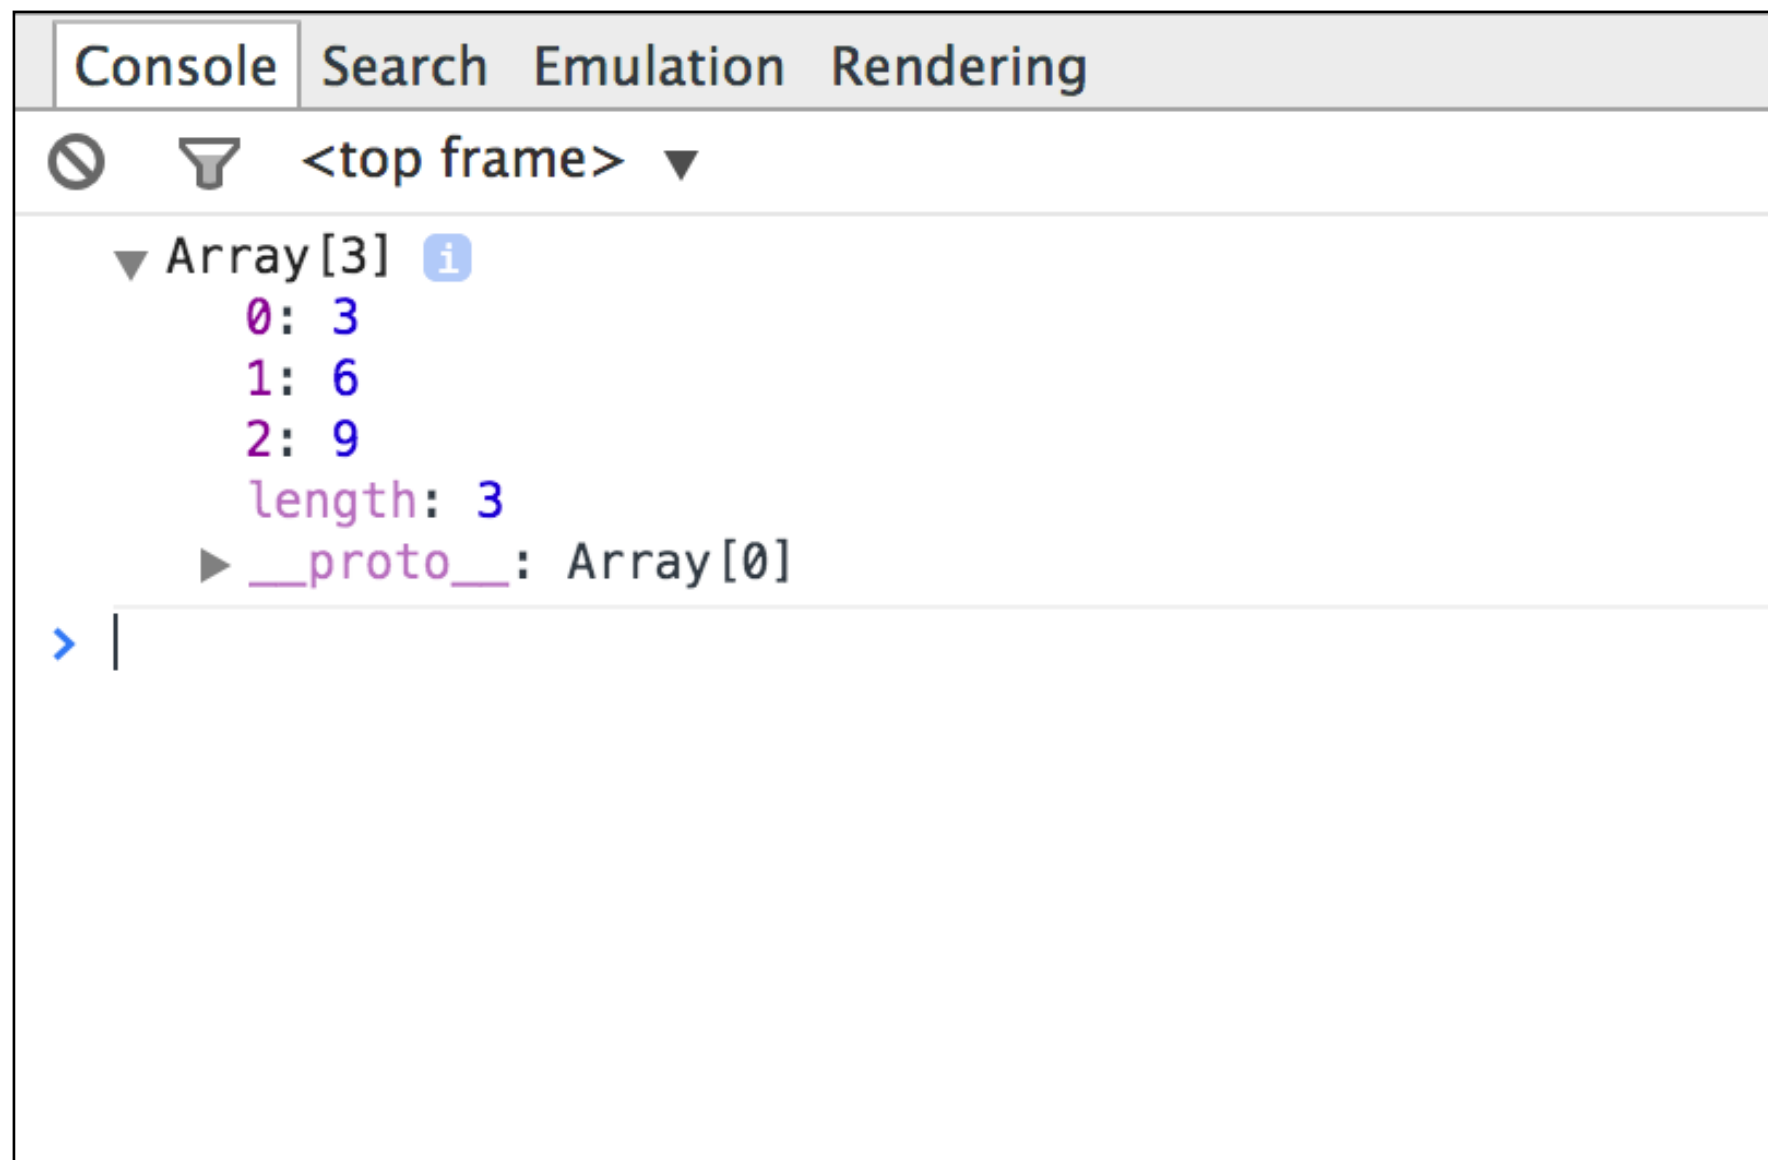 Console Search Emulation Rendering
<top frame> ▼
▼ Array[3] i
0: 3
1: 6
2: 9
length: 3
▶ __proto__: Array[0]
>